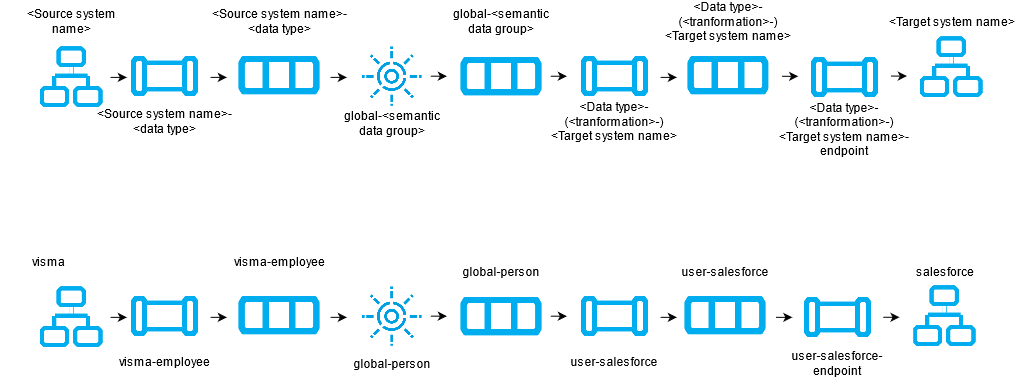 <Source system
name>
<Source system name>-
<data type>
<Source system name>-
<data type>
global-<semantic
data group>
global-<semantic
data group>
<Data type>-
(<tranformation>-)
<Target system name>
<Data type>-
(<tranformation>-)
<Target system name>
<Data type>-
(<tranformation>-)
<Target system name>-
endpoint
<Target system name>
visma
visma-employee
visma-employee
global-person
global-person
user-salesforce
user-salesforce
user-salesforce-
endpoint
salesforce